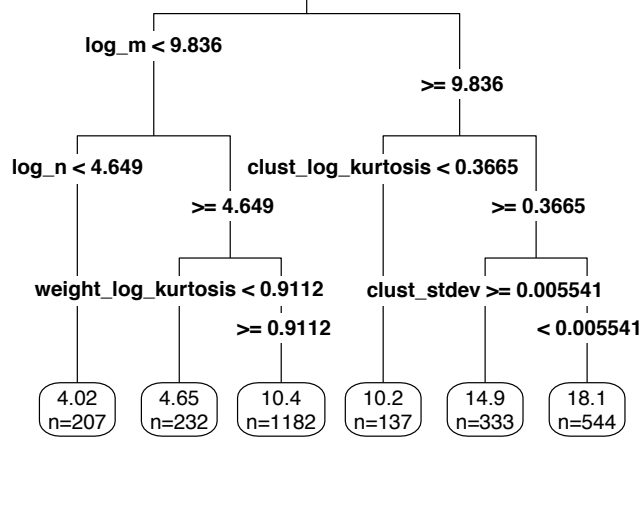 log_m < 9.836
>= 9.836
log_n < 4.649
clust_log_kurtosis < 0.3665
>= 4.649
>= 0.3665
weight_log_kurtosis < 0.9112
clust_stdev >= 0.005541
>= 0.9112
< 0.005541
4.02
n=207
4.65
n=232
10.4
n=1182
10.2
n=137
14.9
n=333
18.1
n=544